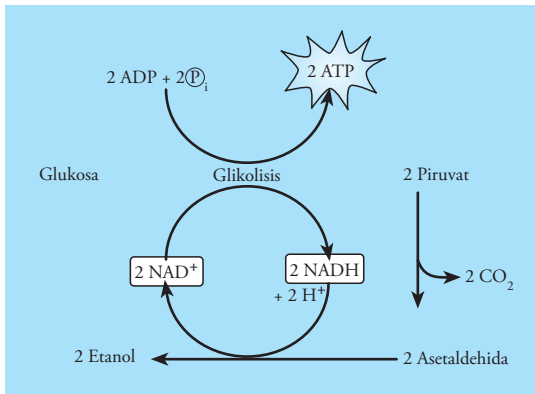 2 ADP + 2Ⓟi
2 ATP
Glukosa
Glikolisis
2 Piruvat
2 NAD+
2 NADH
+ 2 H+
2 CO2
2 Etanol
2 Asetaldehida